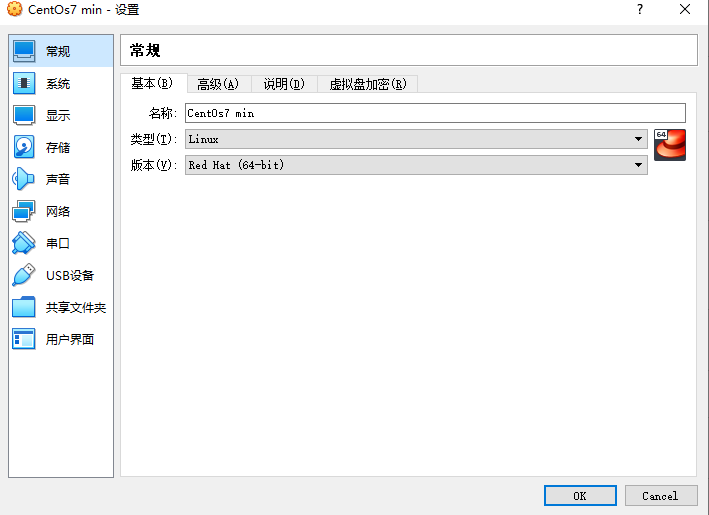 CentOs7 min - 设置
?
常规
系统
显示
存储
声音
网络
串口
USB设备
共享文件夹
用户界面
常规
基本(B) 高级(A) 说明(D) 虚拟盘加密(R)
名称: CentOs7 min
类型(T): Linux
64
版本(V): Red Hat (64-bit)
OK Cancel